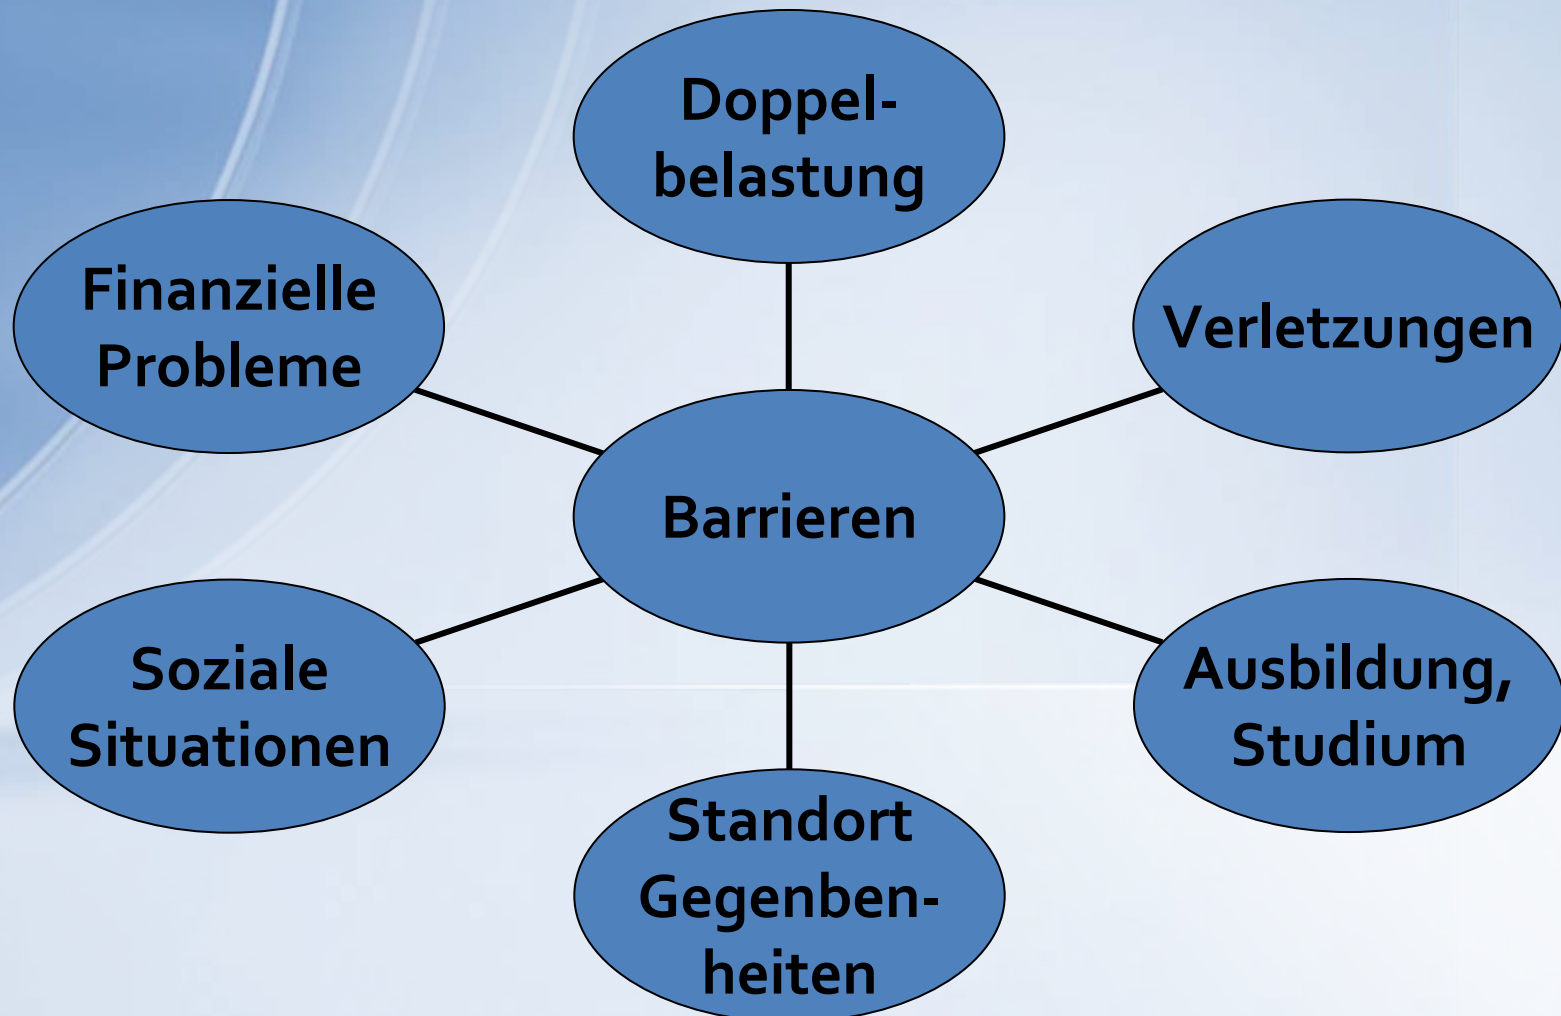 Doppel-
belastung
Finanzielle
Probleme
Verletzungen
Barrieren
Soziale
Situationen
Ausbildung,
Studium
Standort
Gegenben-
heiten